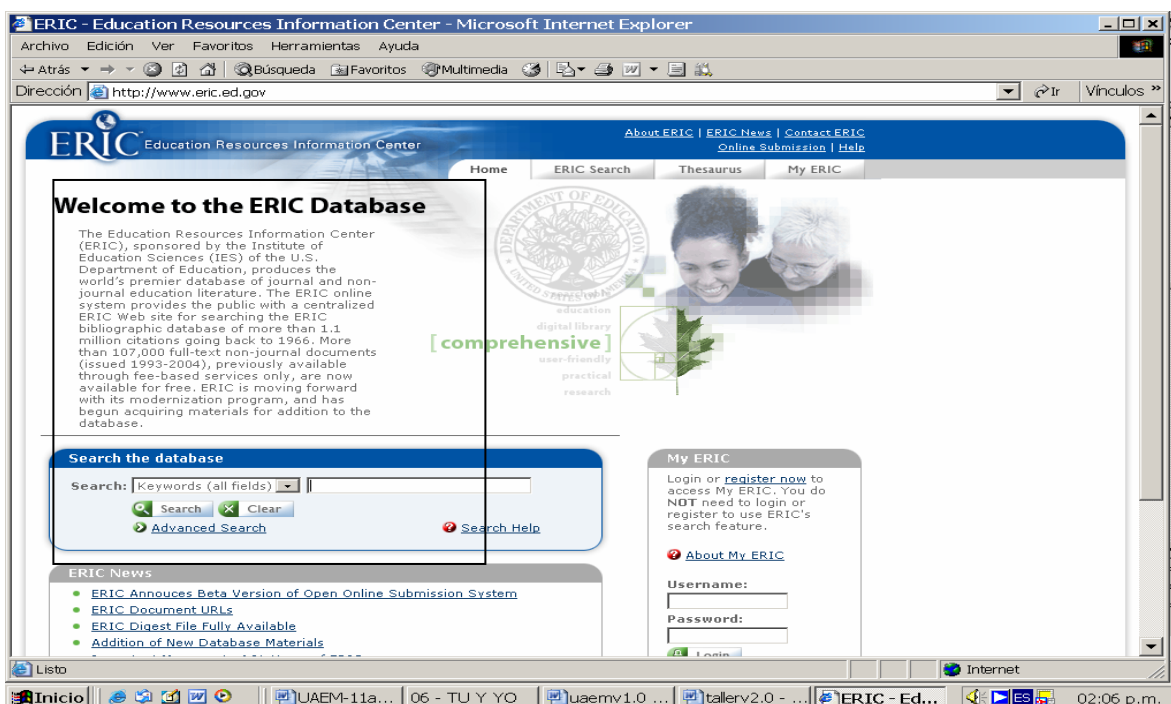 ERIC - Education Resources Information Center - Microsoft Internet Explorer
Archivo Edición Ver Favoritos Herramientas Ayuda
Atrás Búsqueda Favoritos Multimedia
Dirección http://www.eric.ed.gov Ir Vínculos »
ERIC Education Resources Information Center
About ERIC | ERIC News | Contact ERIC
Online Submission | Help
Home ERIC Search Thesaurus My ERIC
Welcome to the ERIC Database
The Education Resources Information Center
(ERIC), sponsored by the Institute of
Education Sciences (IES) of the U.S.
Department of Education, produces the
world's premier database of journal and non-
journal education literature. The ERIC online
system provides the public with a centralized
ERIC Web site for searching the ERIC
bibliographic database of more than 1.1
million citations going back to 1966. More
than 107,000 full-text non-journal documents
(issued 1993-2004), previously available
through fee-based services only, are now
available for free. ERIC is moving forward
with its modernization program, and has
begun acquiring materials for addition to the
database.
DEPARTMENT OF EDUCATION
education
digital library
[comprehensive]
user-friendly
practical
research
Search the database
Search: Keywords (all fields)
Search Clear
Advanced Search Search Help
My ERIC
Login or register now to
access My ERIC. You do
NOT need to login or
register to use ERIC's
search feature.
About My ERIC
Username:
Password:
Login
ERIC News
ERIC Annouces Beta Version of Open Online Submission System
ERIC Document URLs
ERIC Digest File Fully Available
Addition of New Database Materials
Listo Internet
Inicio UAEM-11a... 06 - TU Y YO uaemv1.0 ... tallerv2.0 - ... ERIC - Ed... ES 02:06 p.m.